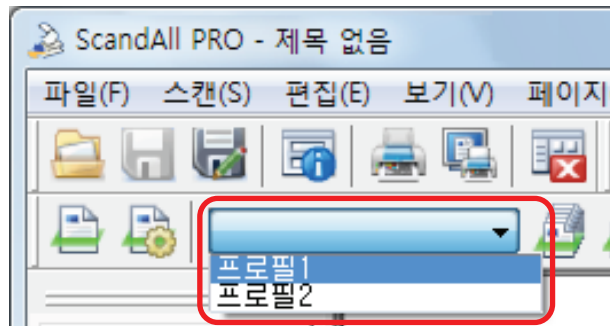 ScandAll PRO - 제목 없음
파일(F) 스캔(S) 편집(E) 보기(V) 페이지
프로필1
프로필2